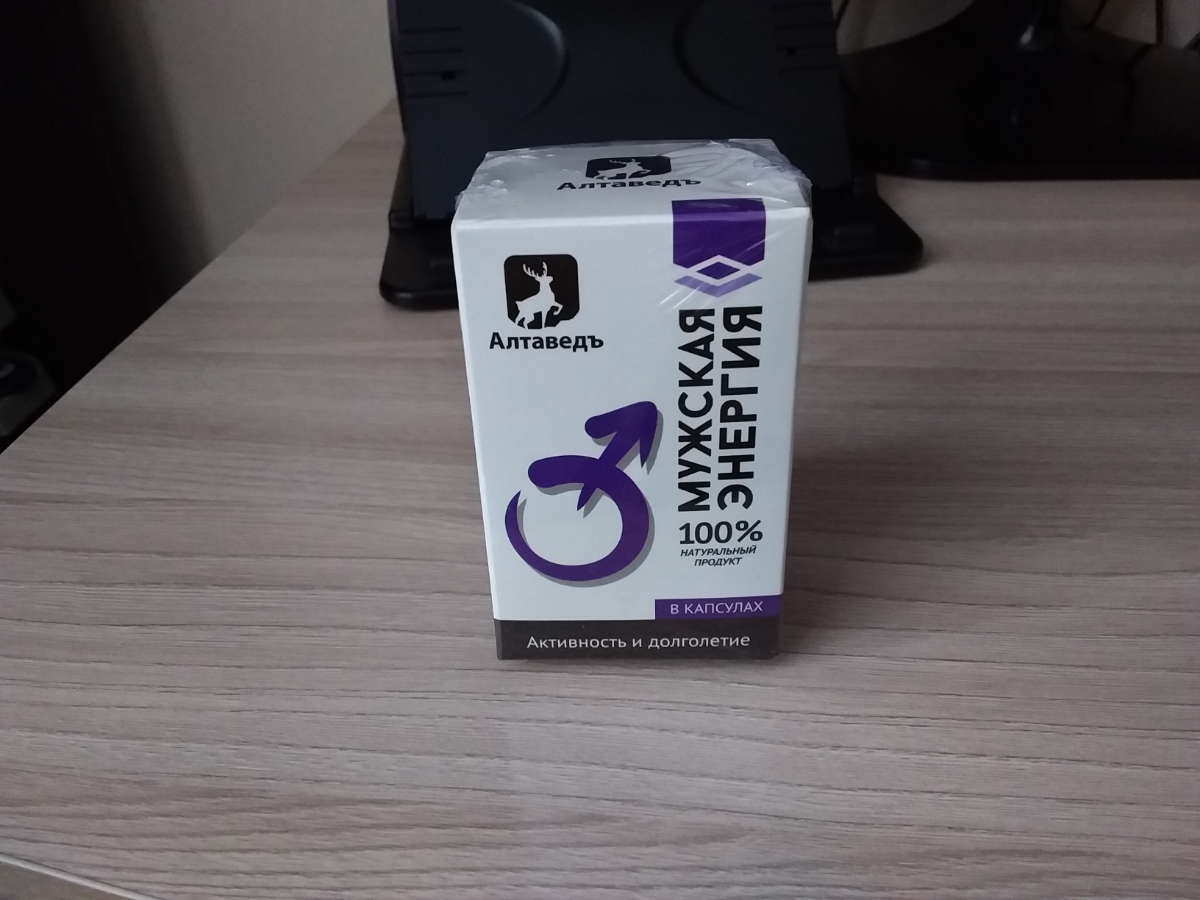 Алтаведъ
Алтаведъ
МУЖСКАЯ
ЭНЕРГИЯ
100%
НАТУРАЛЬНЫЙ
ПРОДУКТ
В КАПСУЛАХ
Активность и долголетие